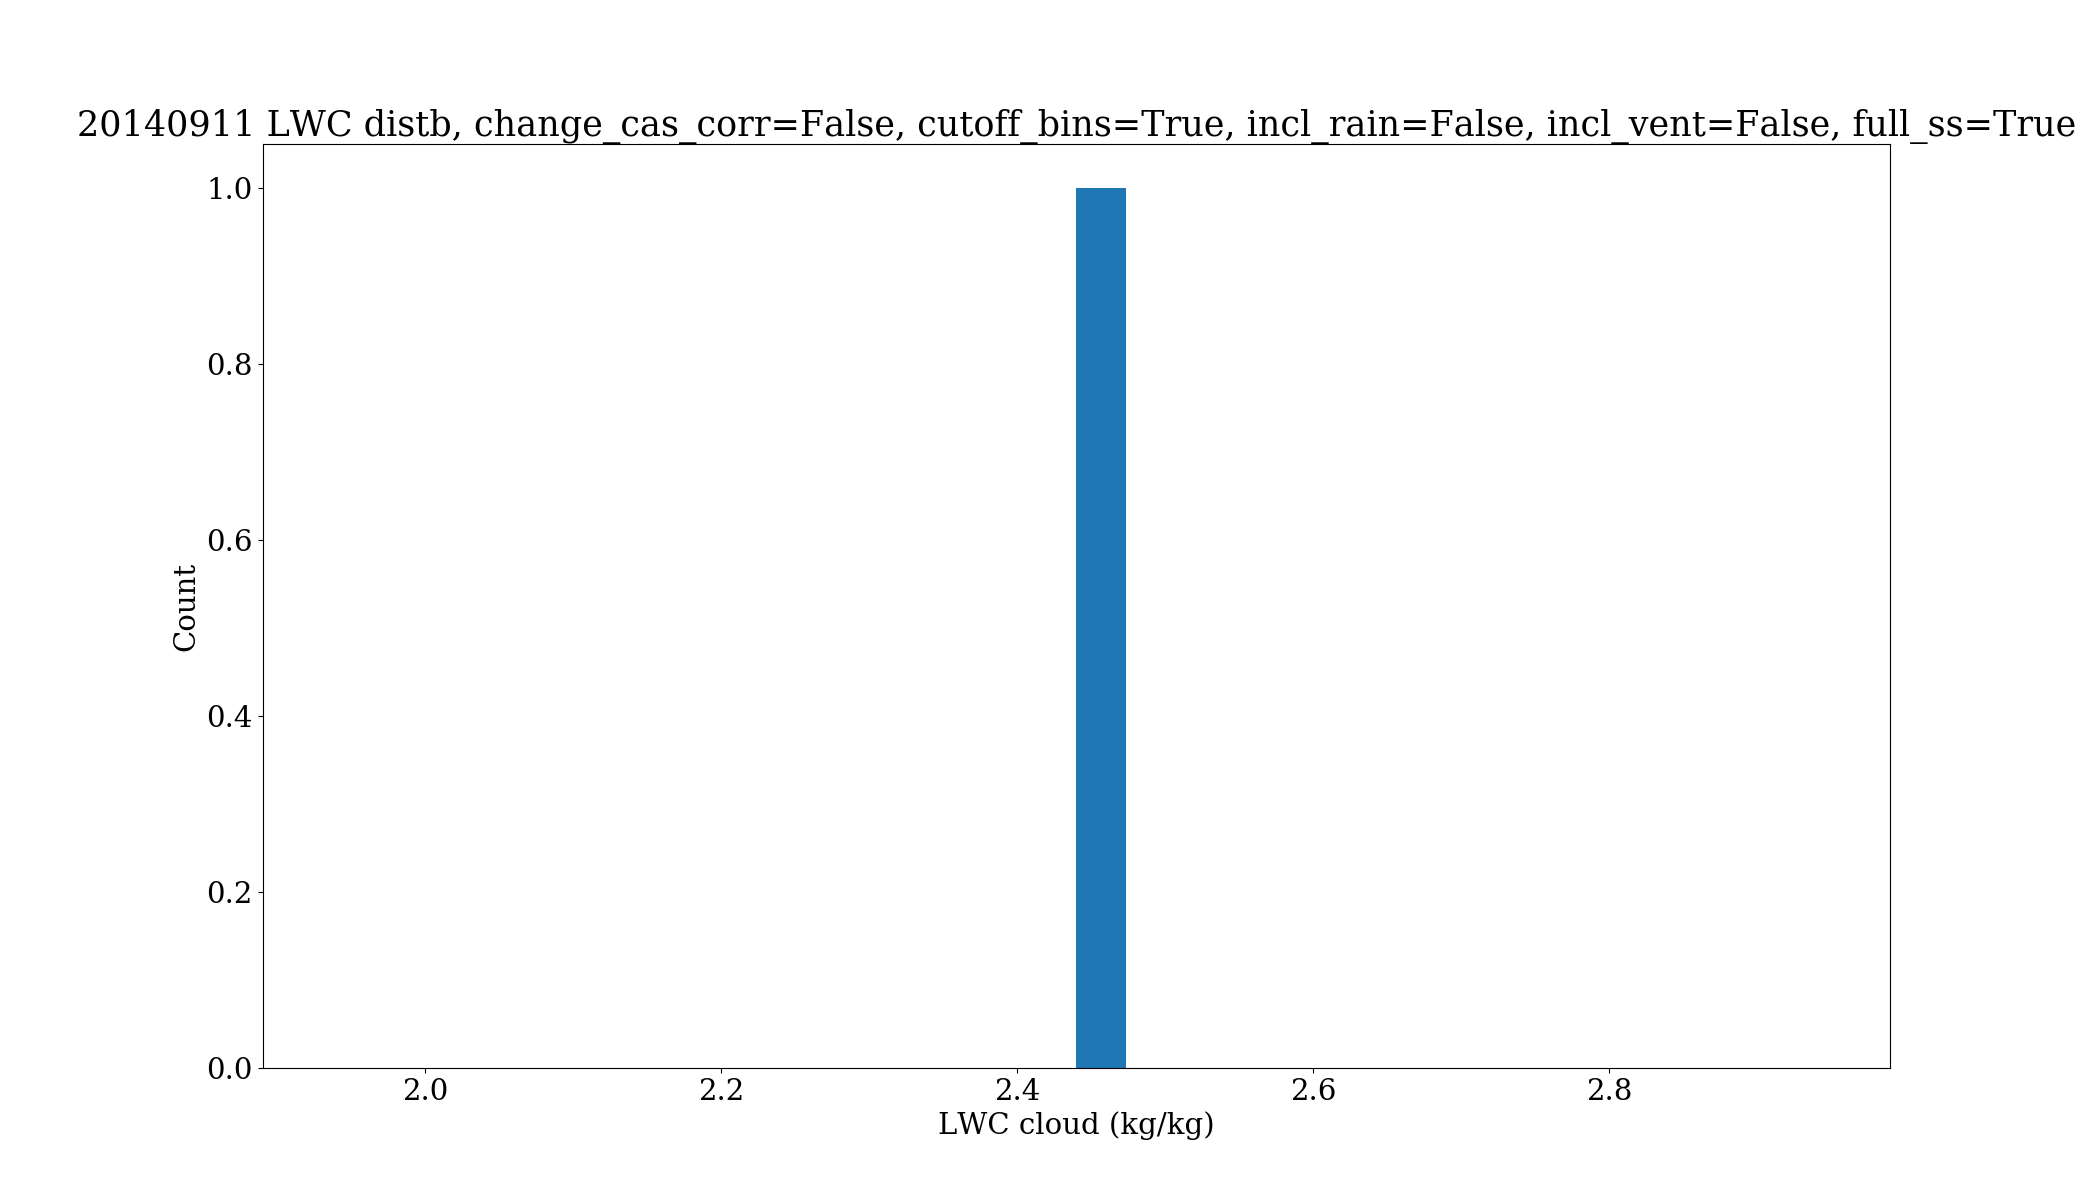 20140911 LWC distb, change_cas_corr=False, cutoff_bins=True, incl_rain=False, incl_vent=False, full_ss=True
1.0
0.8
0.6
0.4
0.2
0.0
Count
2.0 2.2 2.4 2.6 2.8
LWC cloud (kg/kg)